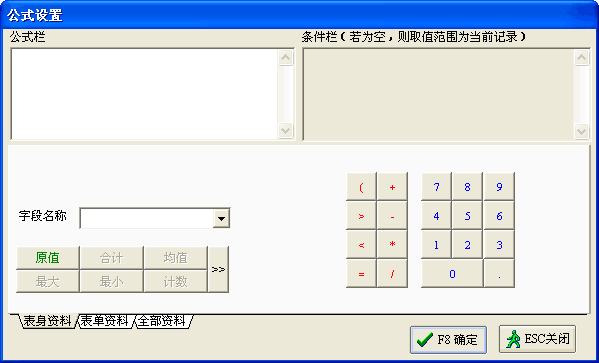 公式设置
公式栏 条件栏(若为空，则取值范围为当前记录)
( + 7 8 9
字段名称 > - 4 5 6
原值 合计 均值 >> < * 1 2 3
最大 最小 计数 = / 0 .
表身资料 表单资料 全部资料
F8 确定 ESC关闭